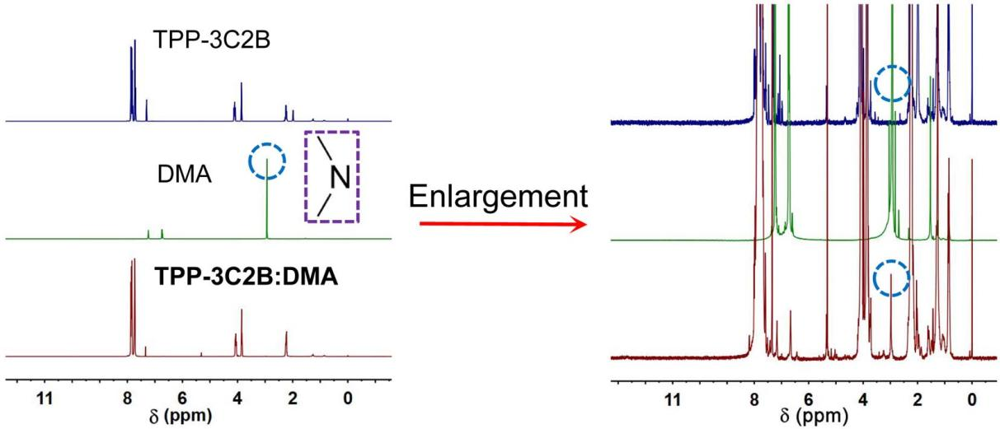 TPP-3C2B
DMA
N
TPP-3C2B:DMA
11 8 6 4 2 0
δ (ppm)
Enlargement
11 8 6 4 2 0
δ (ppm)